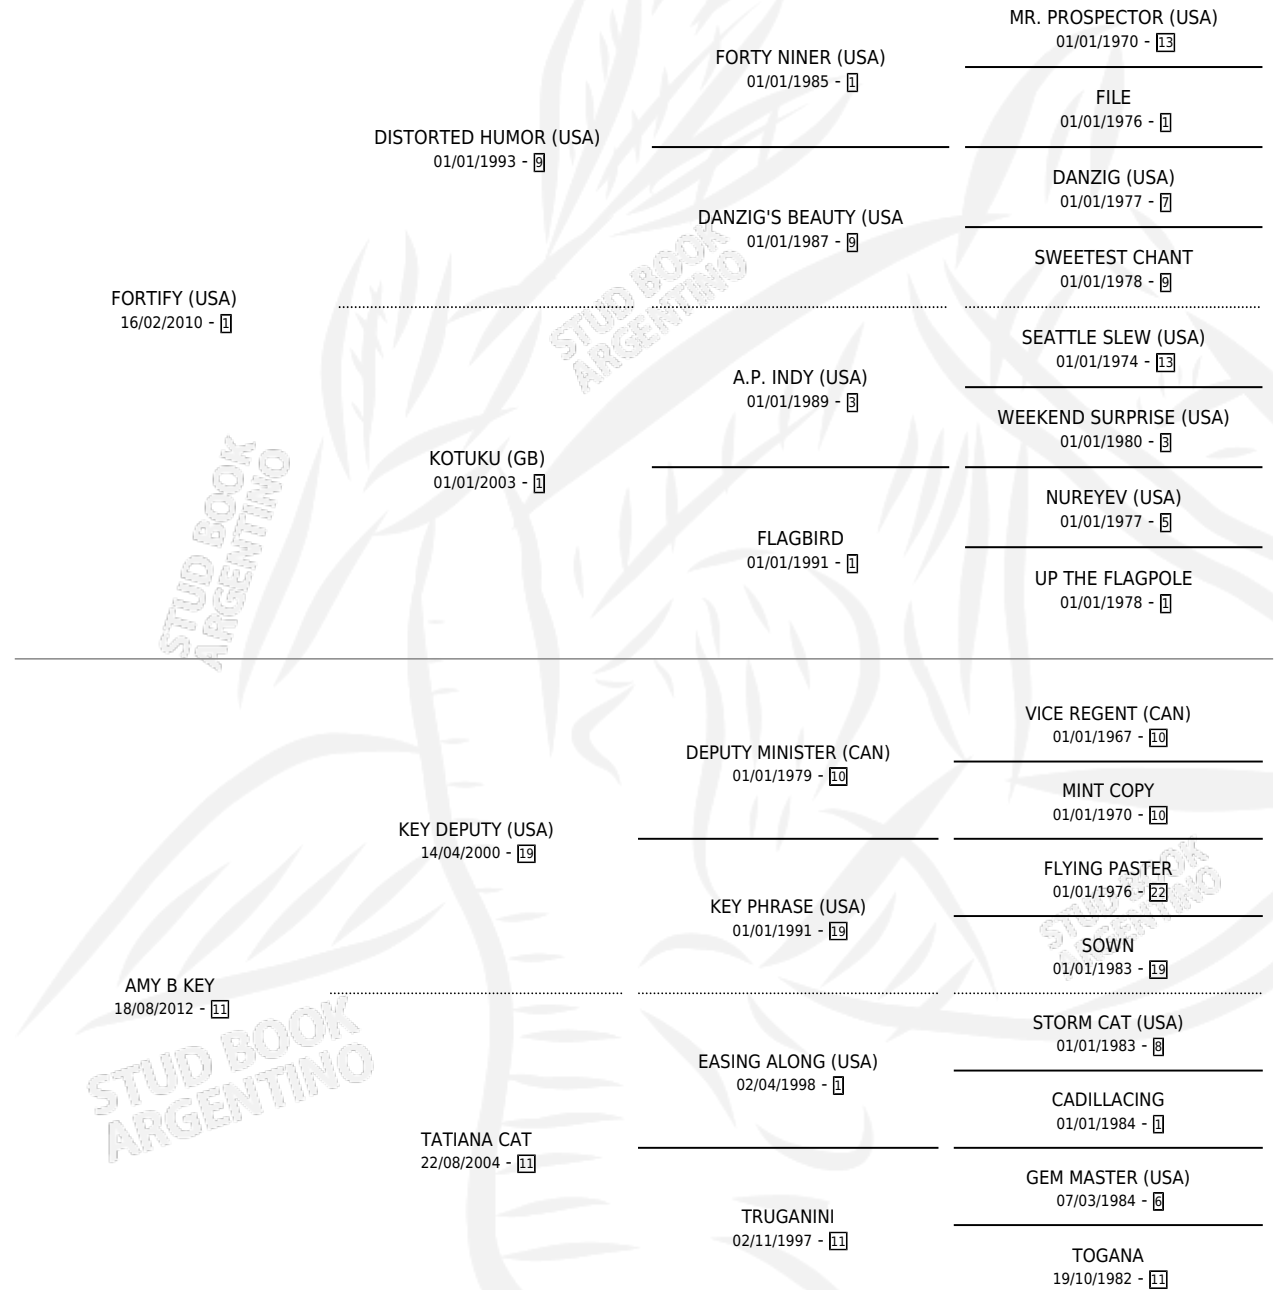 MR. PROSPECTOR (USA)
01/01/1970 - 13
FORTY NINER (USA)
01/01/1985 - 1
FILE
01/01/1976 - 1
DISTORTED HUMOR (USA)
01/01/1993 - 9
DANZIG (USA)
01/01/1977 - 7
DANZIG'S BEAUTY (USA
01/01/1987 - 9
SWEETEST CHANT
01/01/1978 - 9
FORTIFY (USA)
16/02/2010 - 1
SEATTLE SLEW (USA)
01/01/1974 - 13
A.P. INDY (USA)
01/01/1989 - 3
WEEKEND SURPRISE (USA)
01/01/1980 - 3
KOTUKU (GB)
01/01/2003 - 1
NUREYEV (USA)
01/01/1977 - 5
FLAGBIRD
01/01/1991 - 1
UP THE FLAGPOLE
01/01/1978 - 1
STUD BOOK
ARGENTINO
STUD BOOK
ARGENTINO
VICE REGENT (CAN)
01/01/1967 - 10
DEPUTY MINISTER (CAN)
01/01/1979 - 10
MINT COPY
01/01/1970 - 10
KEY DEPUTY (USA)
14/04/2000 - 19
FLYING PASTER
01/01/1976 - 22
KEY PHRASE (USA)
01/01/1991 - 19
SOWN
01/01/1983 - 19
AMY B KEY
18/08/2012 - 11
STORM CAT (USA)
01/01/1983 - 8
EASING ALONG (USA)
02/04/1998 - 1
CADILLACING
01/01/1984 - 1
TATIANA CAT
22/08/2004 - 11
GEM MASTER (USA)
07/03/1984 - 6
TRUGANINI
02/11/1997 - 11
TOGANA
19/10/1982 - 11
STUD BOOK
ARGENTINO
STUD BOOK
ARGENTINO